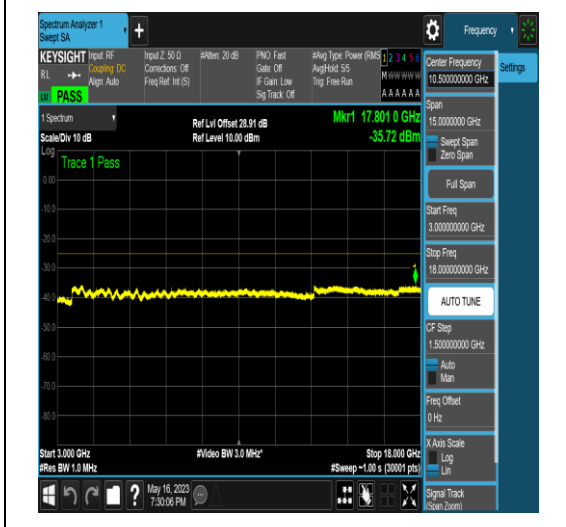 Spectrum Analyzer 1
Swept SA
Frequency
KEYSIGHT
RL
Input: RF
Coupling: DC
Align: Auto
Input Z: 50 Ω
Corrections: Off
Freq Ref: Int (S)
#Atten: 20 dB
PNO: Fast
Gate: Off
IF Gain: Low
Sig Track: Off
#Avg Type: Power (RMS
Avg|Hold: 5/5
Trig: Free Run
1 2 3 4 5 6
M W W W W W
A A A A A A
PASS
1 Spectrum
Scale/Div 10 dB
Ref Lvl Offset 28.91 dB
Ref Level 10.00 dBm
Mkr1 17.801 0 GHz
-35.72 dBm
Log
Trace 1 Pass
0.00
-10.0
-20.0
-30.0
-40.0
-50.0
-60.0
-70.0
-80.0
1
Start 3.000 GHz
#Res BW 1.0 MHz
#Video BW 3.0 MHz*
Stop 18.000 GHz
#Sweep ~1.00 s (30001 pts)
May 16, 2023
7:30:06 PM
?
Center Frequency
10.500000000 GHz
Settings
Span
15.0000000 GHz
Swept Span
Zero Span
Full Span
Start Freq
3.000000000 GHz
Stop Freq
18.000000000 GHz
AUTO TUNE
CF Step
1.500000000 GHz
Auto
Man
Freq Offset
0 Hz
X Axis Scale
Log
Lin
Signal Track
(Span Zoom)